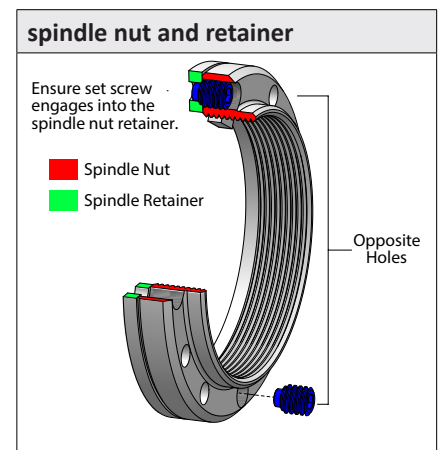 spindle nut and retainer
Ensure set screw
engages into the
spindle nut retainer.
Spindle Nut
Spindle Retainer
Opposite
Holes